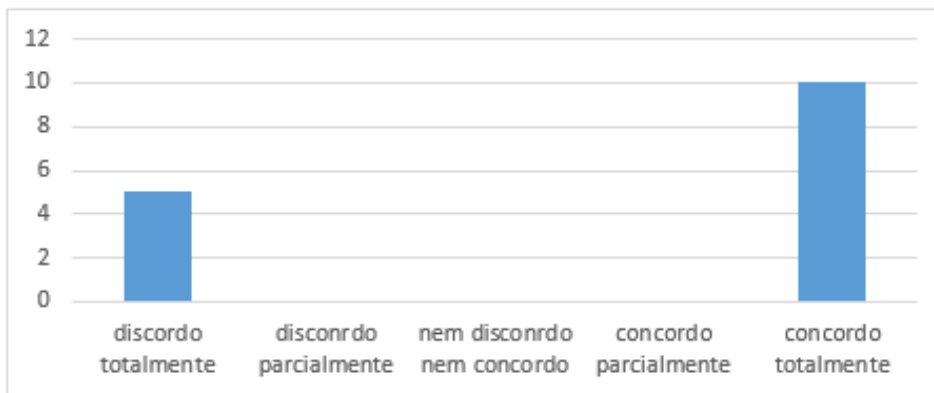 12
10
8
6
4
2
0
discordo totalmente
disconrdo parcialmente
nem disconrdo nem concordo
concordo parcialmente
concordo totalmente